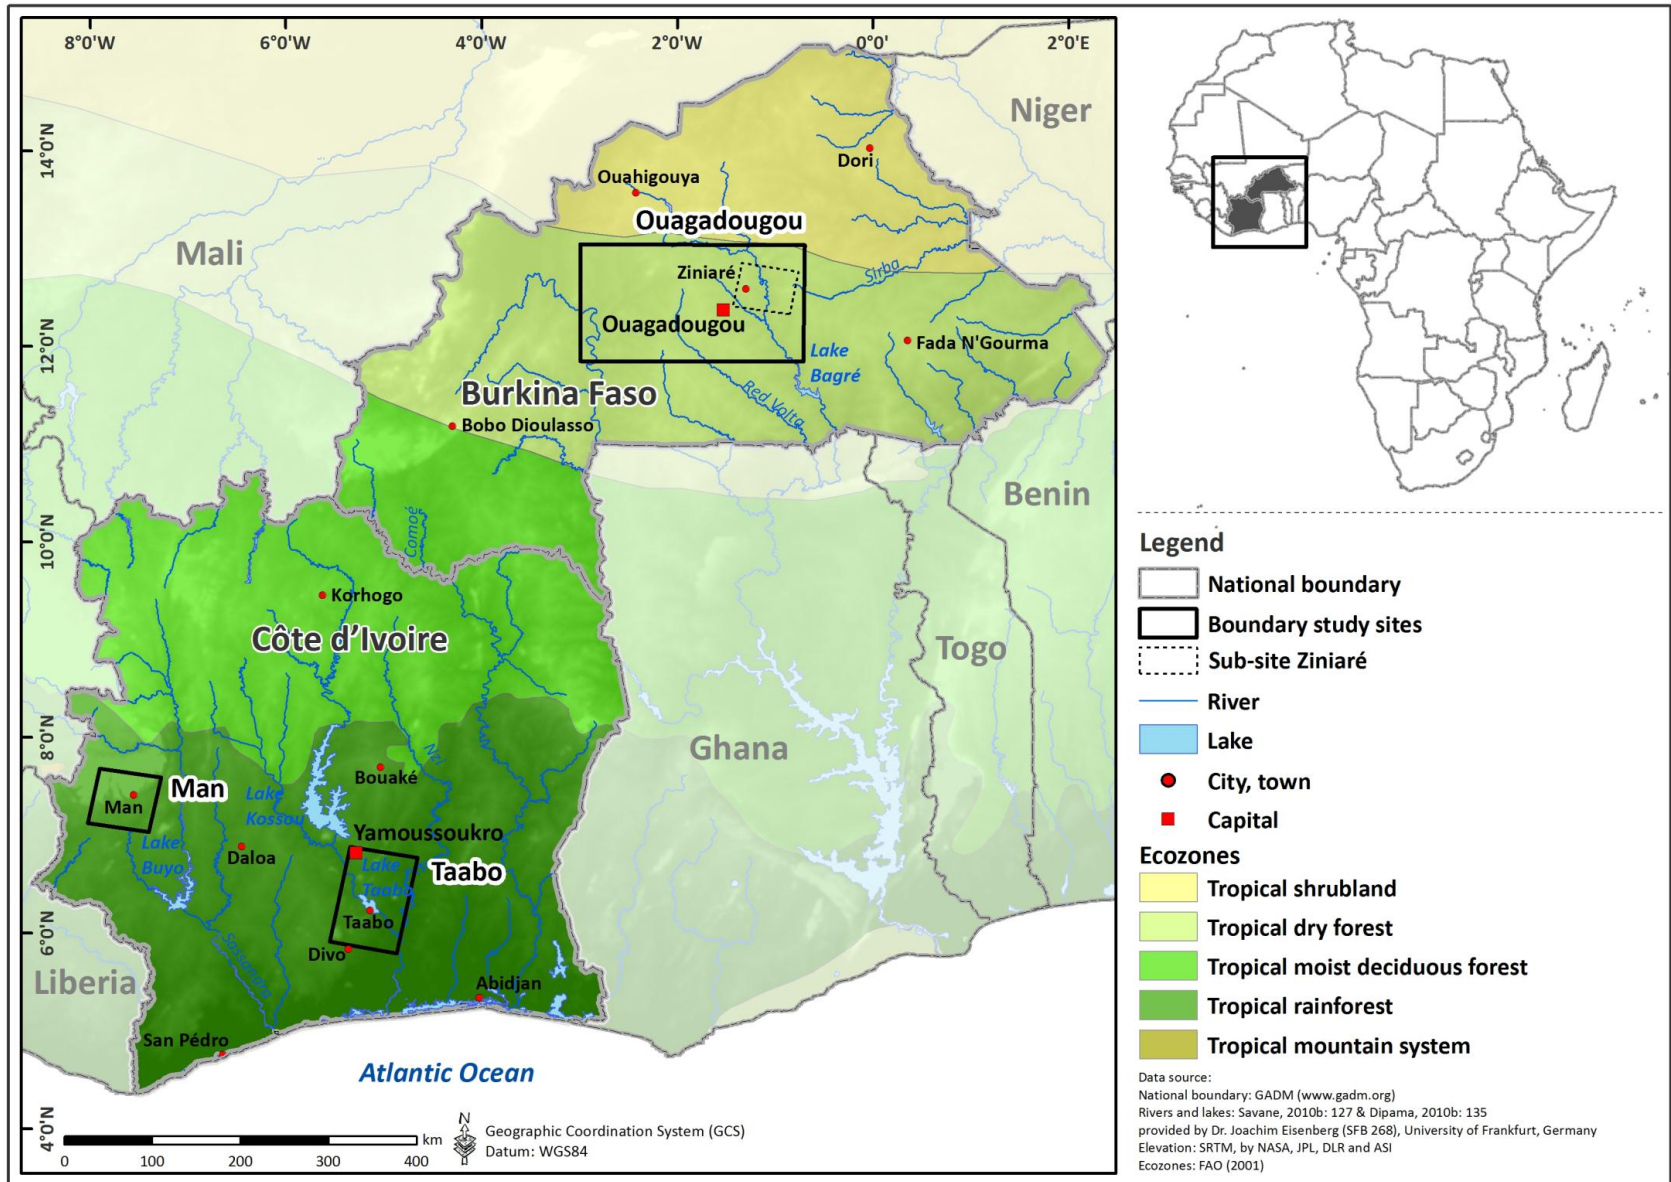 8°0'W 6°0'W 4°0'W 2°0'W 0°0' 2°0'E
14°0'N
12°0'N
10°0'N
8°0'N
6°0'N
4°0'N
Niger
Dori
Ouahigouya
Ouagadougou
Mali
Ziniaré
Sirba
Ouagadougou
Fada N'Gourma
Lake
Bagré
Red Volta
Burkina Faso
Bobo Dioulasso
Benin
Comoé
Korhogo
Côte d'Ivoire
Togo
Ghana
Nzi
Bouaké
Man
Man
Lake
Kossou
Yamoussoukro
Lake
Buyo
Daloa
Lake
Taabo
Taabo
Taabo
Divo
Sassandra
Liberia
Abidjan
San Pédro
Atlantic Ocean
0 100 200 300 400 km
N
Geographic Coordination System (GCS)
Datum: WGS84
Legend
National boundary
Boundary study sites
Sub-site Ziniaré
River
Lake
City, town
Capital
Ecozones
Tropical shrubland
Tropical dry forest
Tropical moist deciduous forest
Tropical rainforest
Tropical mountain system
Data source:
National boundary: GADM (www.gadm.org)
Rivers and lakes: Savane, 2010b: 127 & Dipama, 2010b: 135
provided by Dr. Joachim Eisenberg (SFB 268), University of Frankfurt, Germany
Elevation: SRTM, by NASA, JPL, DLR and ASI
Ecozones: FAO (2001)